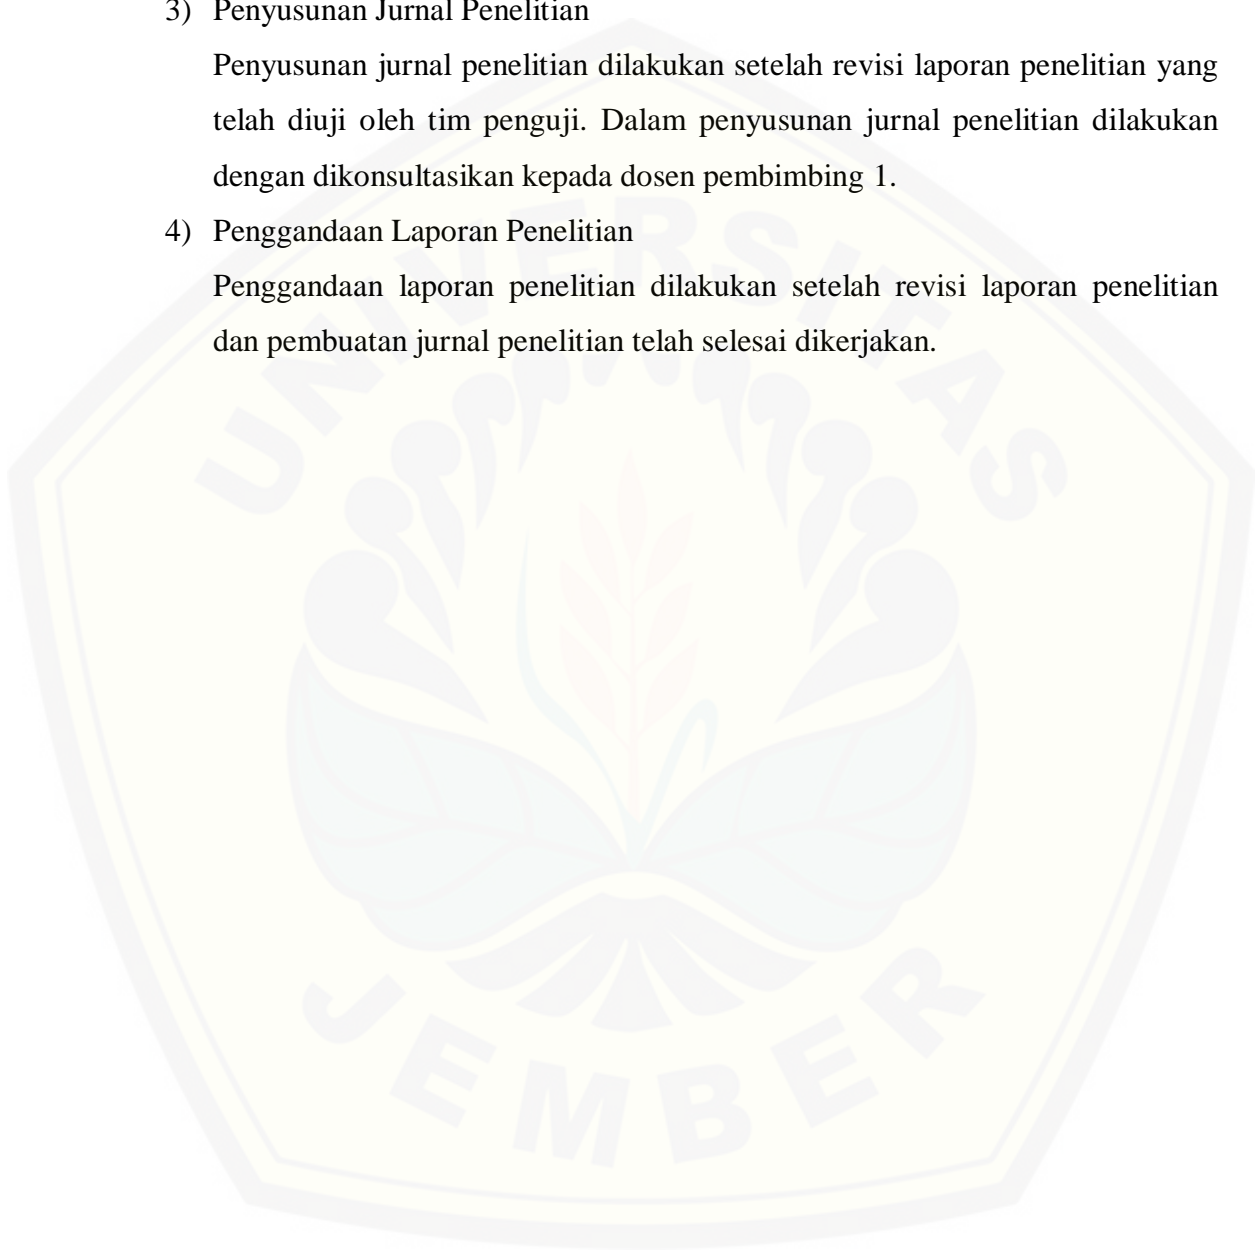 3) Penyusunan Jurnal Penelitian
Penyusunan jurnal penelitian dilakukan setelah revisi laporan penelitian yang
telah diuji oleh tim penguji. Dalam penyusunan jurnal penelitian dilakukan
dengan dikonsultasikan kepada dosen pembimbing 1.
4) Penggandaan Laporan Penelitian
Penggandaan laporan penelitian dilakukan setelah revisi laporan penelitian
dan pembuatan jurnal penelitian telah selesai dikerjakan.
UNIVERSITAS
JEMBER